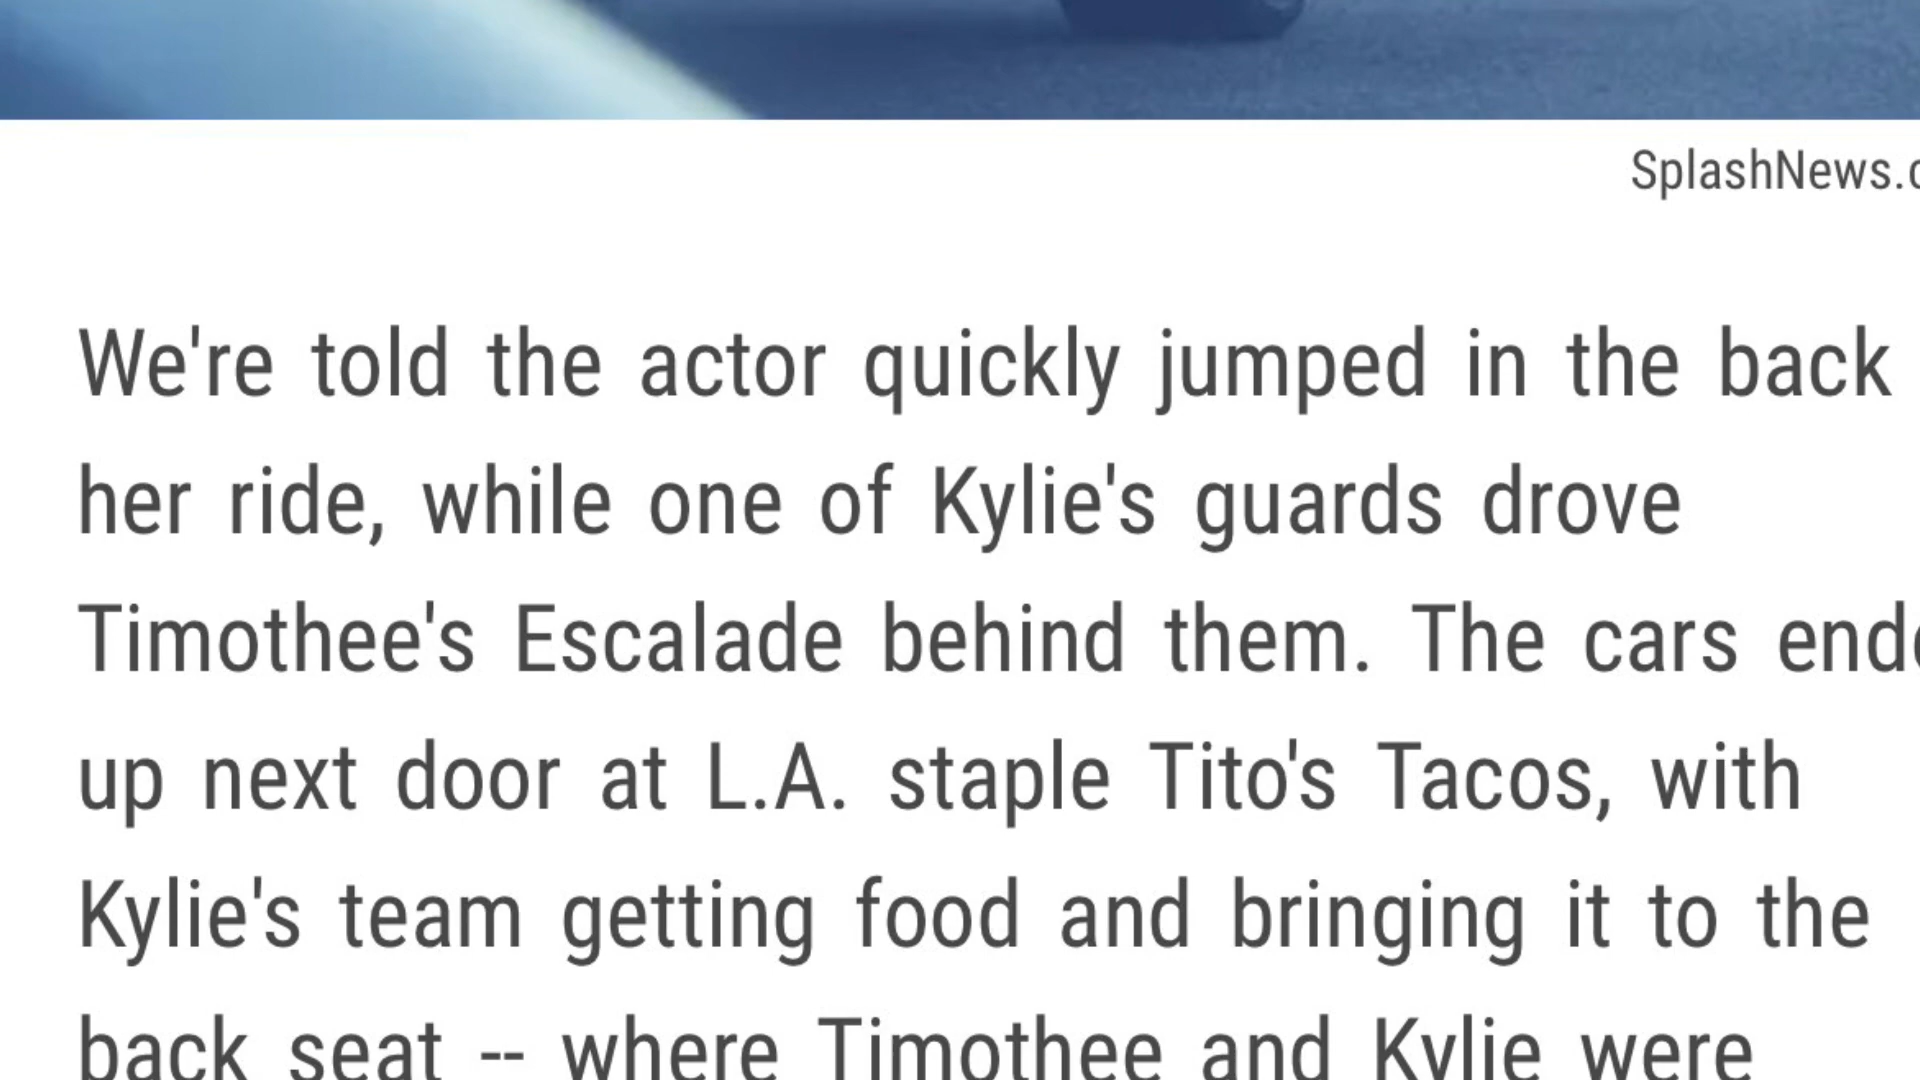 SplashNews.
We're told the actor quickly jumped in the back
her ride, while one of Kylie's guards drove
Timothee's Escalade behind them. The cars
up next door at L.A. staple Tito's Tacos, with
Kylie's team getting food and bringing it to the
back seat -- where Timothee and Kylie were